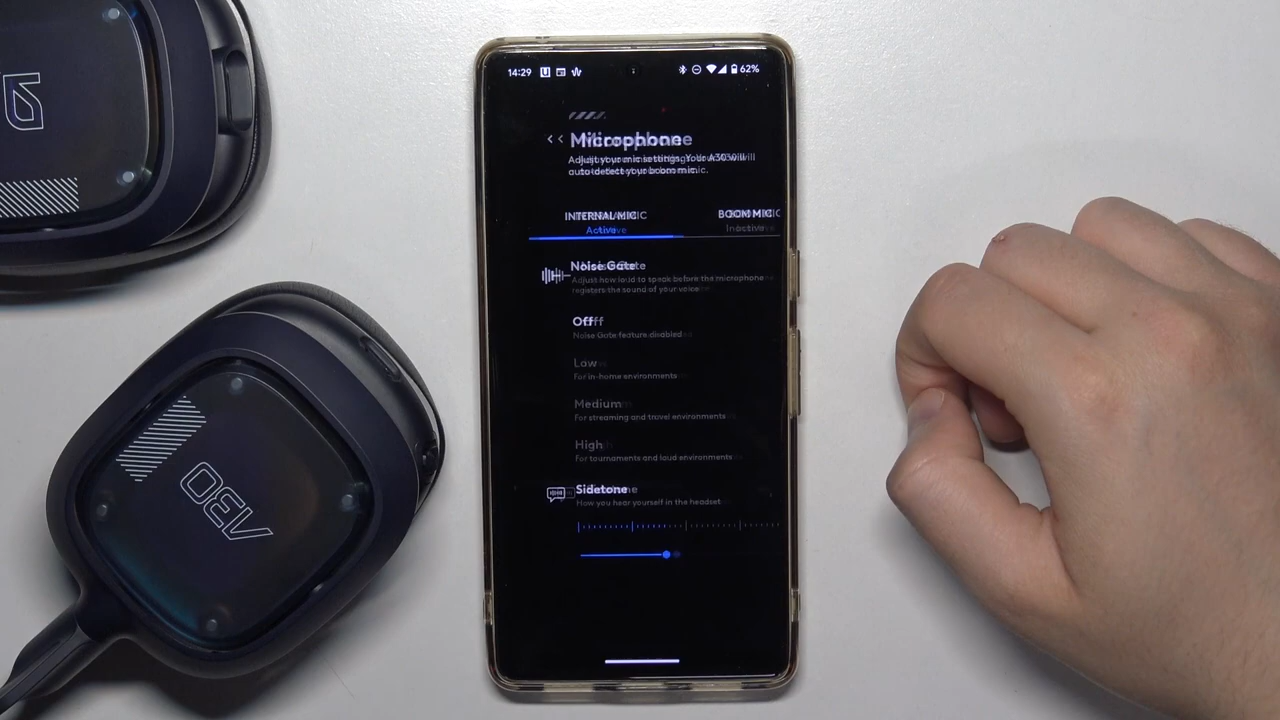 14:29
62%
Microphone
Adjust your mic settings. Your A30 will
auto-detect your boom mic.
INTERNAL MIC
BOOM MIC
Active
Inactive
Noise Gate
Adjust how loud to speak before the microphone
registers the sound of your voice
Off
Noise Gate feature disabled
Low
For in-home environments
Medium
For streaming and travel environments
High
For tournaments and loud environments
Sidetone
How you hear yourself in the headset
A30